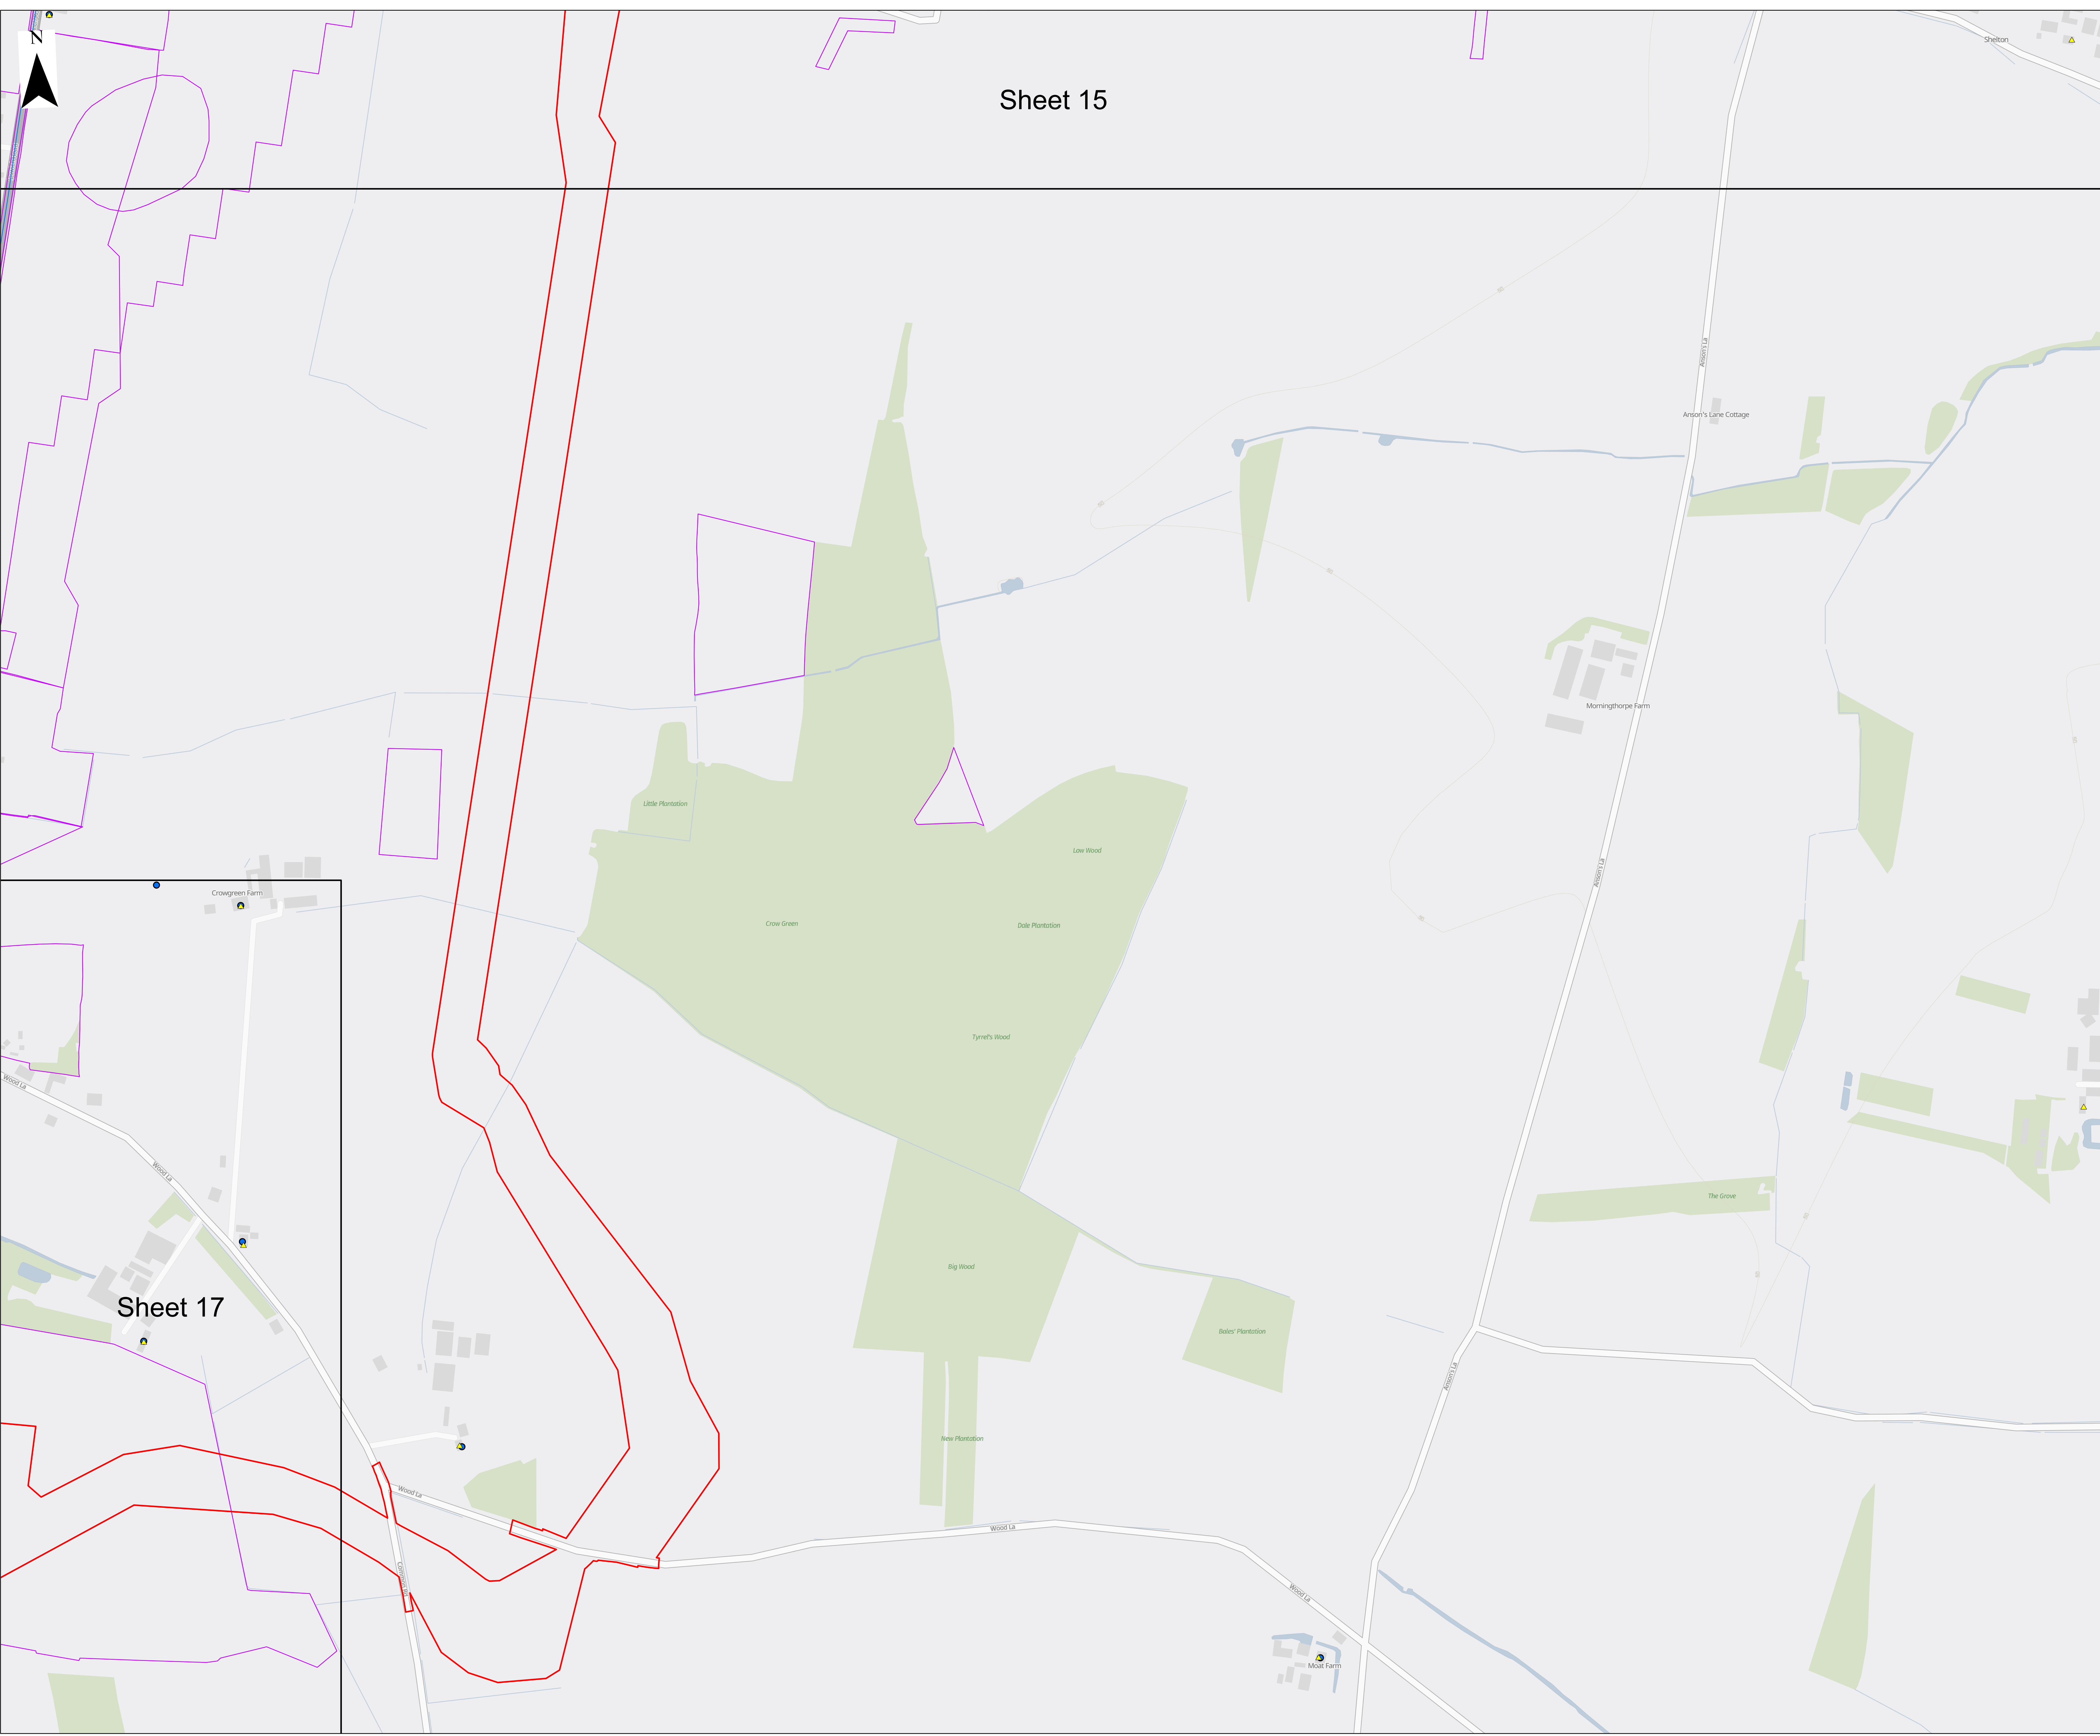 N
Shelton
Sheet 15
Anson's La
Anson's Lane Cottage
Morningthorpe Farm
Little Plantation
Law Wood
Anson's La
Crowgreen Farm
Crow Green
Dale Plantation
Tyrrel's Wood
Wood La
Wood La
The Grove
Big Wood
Sheet 17
Bales' Plantation
Anson's La
New Plantation
Wood La
Wood La
Wood La
Moat Farm